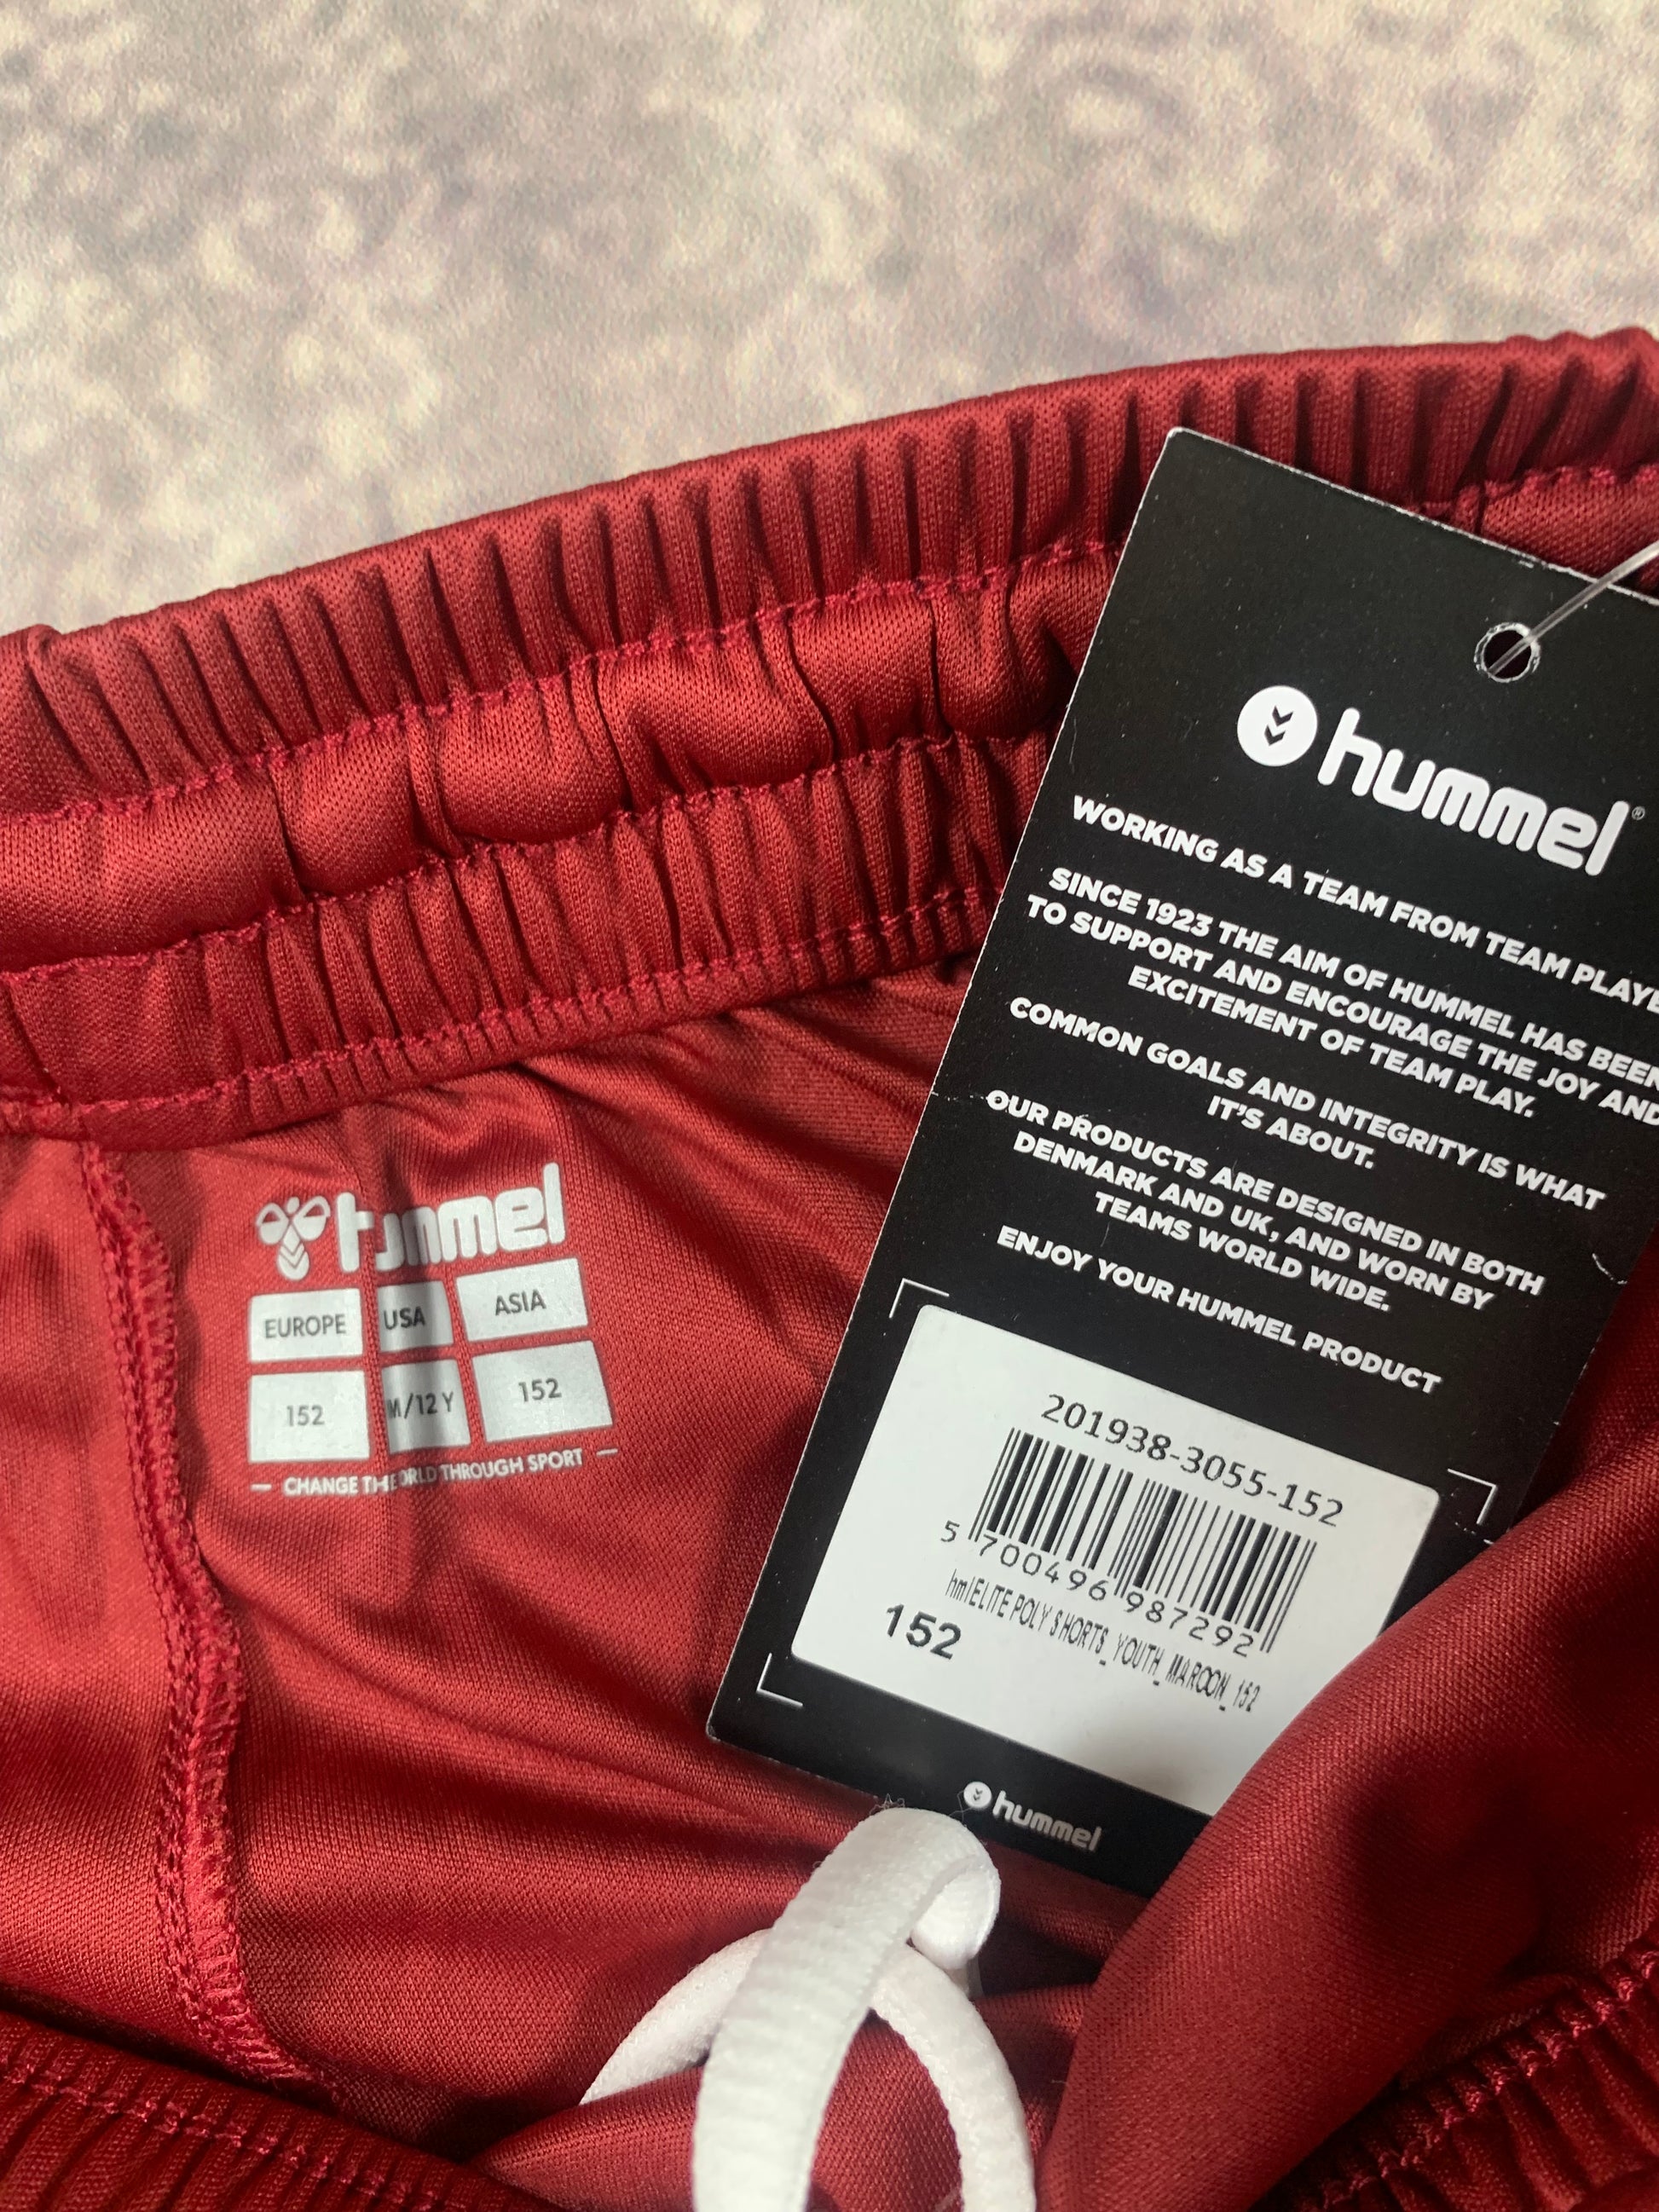 hummel®
WORKING AS A TEAM FROM TEAM PLAYE
SINCE 1923 THE AIM OF HUMMEL HAS BEEN
TO SUPPORT AND ENCOURAGE THE JOY AND
EXCITEMENT OF TEAM PLAY.
COMMON GOALS AND INTEGRITY IS WHAT
IT'S ABOUT.
OUR PRODUCTS ARE DESIGNED IN BOTH
DENMARK AND UK, AND WORN BY
TEAMS WORLD WIDE.
ENJOY YOUR HUMMEL PRODUCT
201938-3055-152
5 700496 987292
hmlELITE POLY SHORTS_YOUTH_MAROON_152
152
hummel
hummel
EUROPE USA ASIA
152 M/12Y 152
— CHANGE THE ORLD THROUGH SPORT —